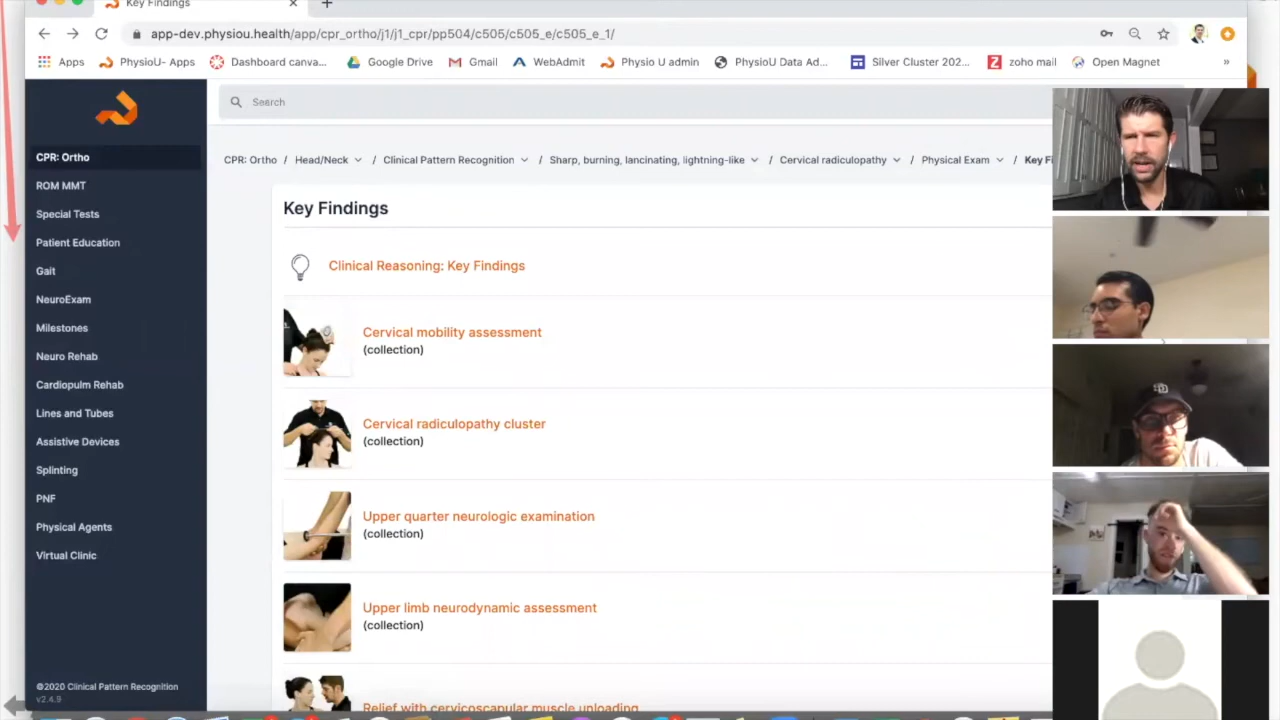 Key Findings
app-dev.physiou.health/app/cpr_ortho/j1/j1_cpr/pp504/c505/c505_e/c505_e_1/
Apps PhysioU- Apps Dashboard canva... Google Drive Gmail WebAdmit Physio U admin PhysioU Data Ad... Silver Cluster 202... zoho mail Open Magnet »
Search
CPR: Ortho / Head/Neck / Clinical Pattern Recognition / Sharp, burning, lancinating, lightning-like / Cervical radiculopathy / Physical Exam / Key Fi
CPR: Ortho
ROM MMT
Special Tests
Patient Education
Gait
NeuroExam
Milestones
Neuro Rehab
Cardiopulm Rehab
Lines and Tubes
Assistive Devices
Splinting
PNF
Physical Agents
Virtual Clinic
©2020 Clinical Pattern Recognition
v2.4.9
Key Findings
Clinical Reasoning: Key Findings
Cervical mobility assessment
(collection)
Cervical radiculopathy cluster
(collection)
Upper quarter neurologic examination
(collection)
Upper limb neurodynamic assessment
(collection)
Relief with cervicoscapular muscle unloading